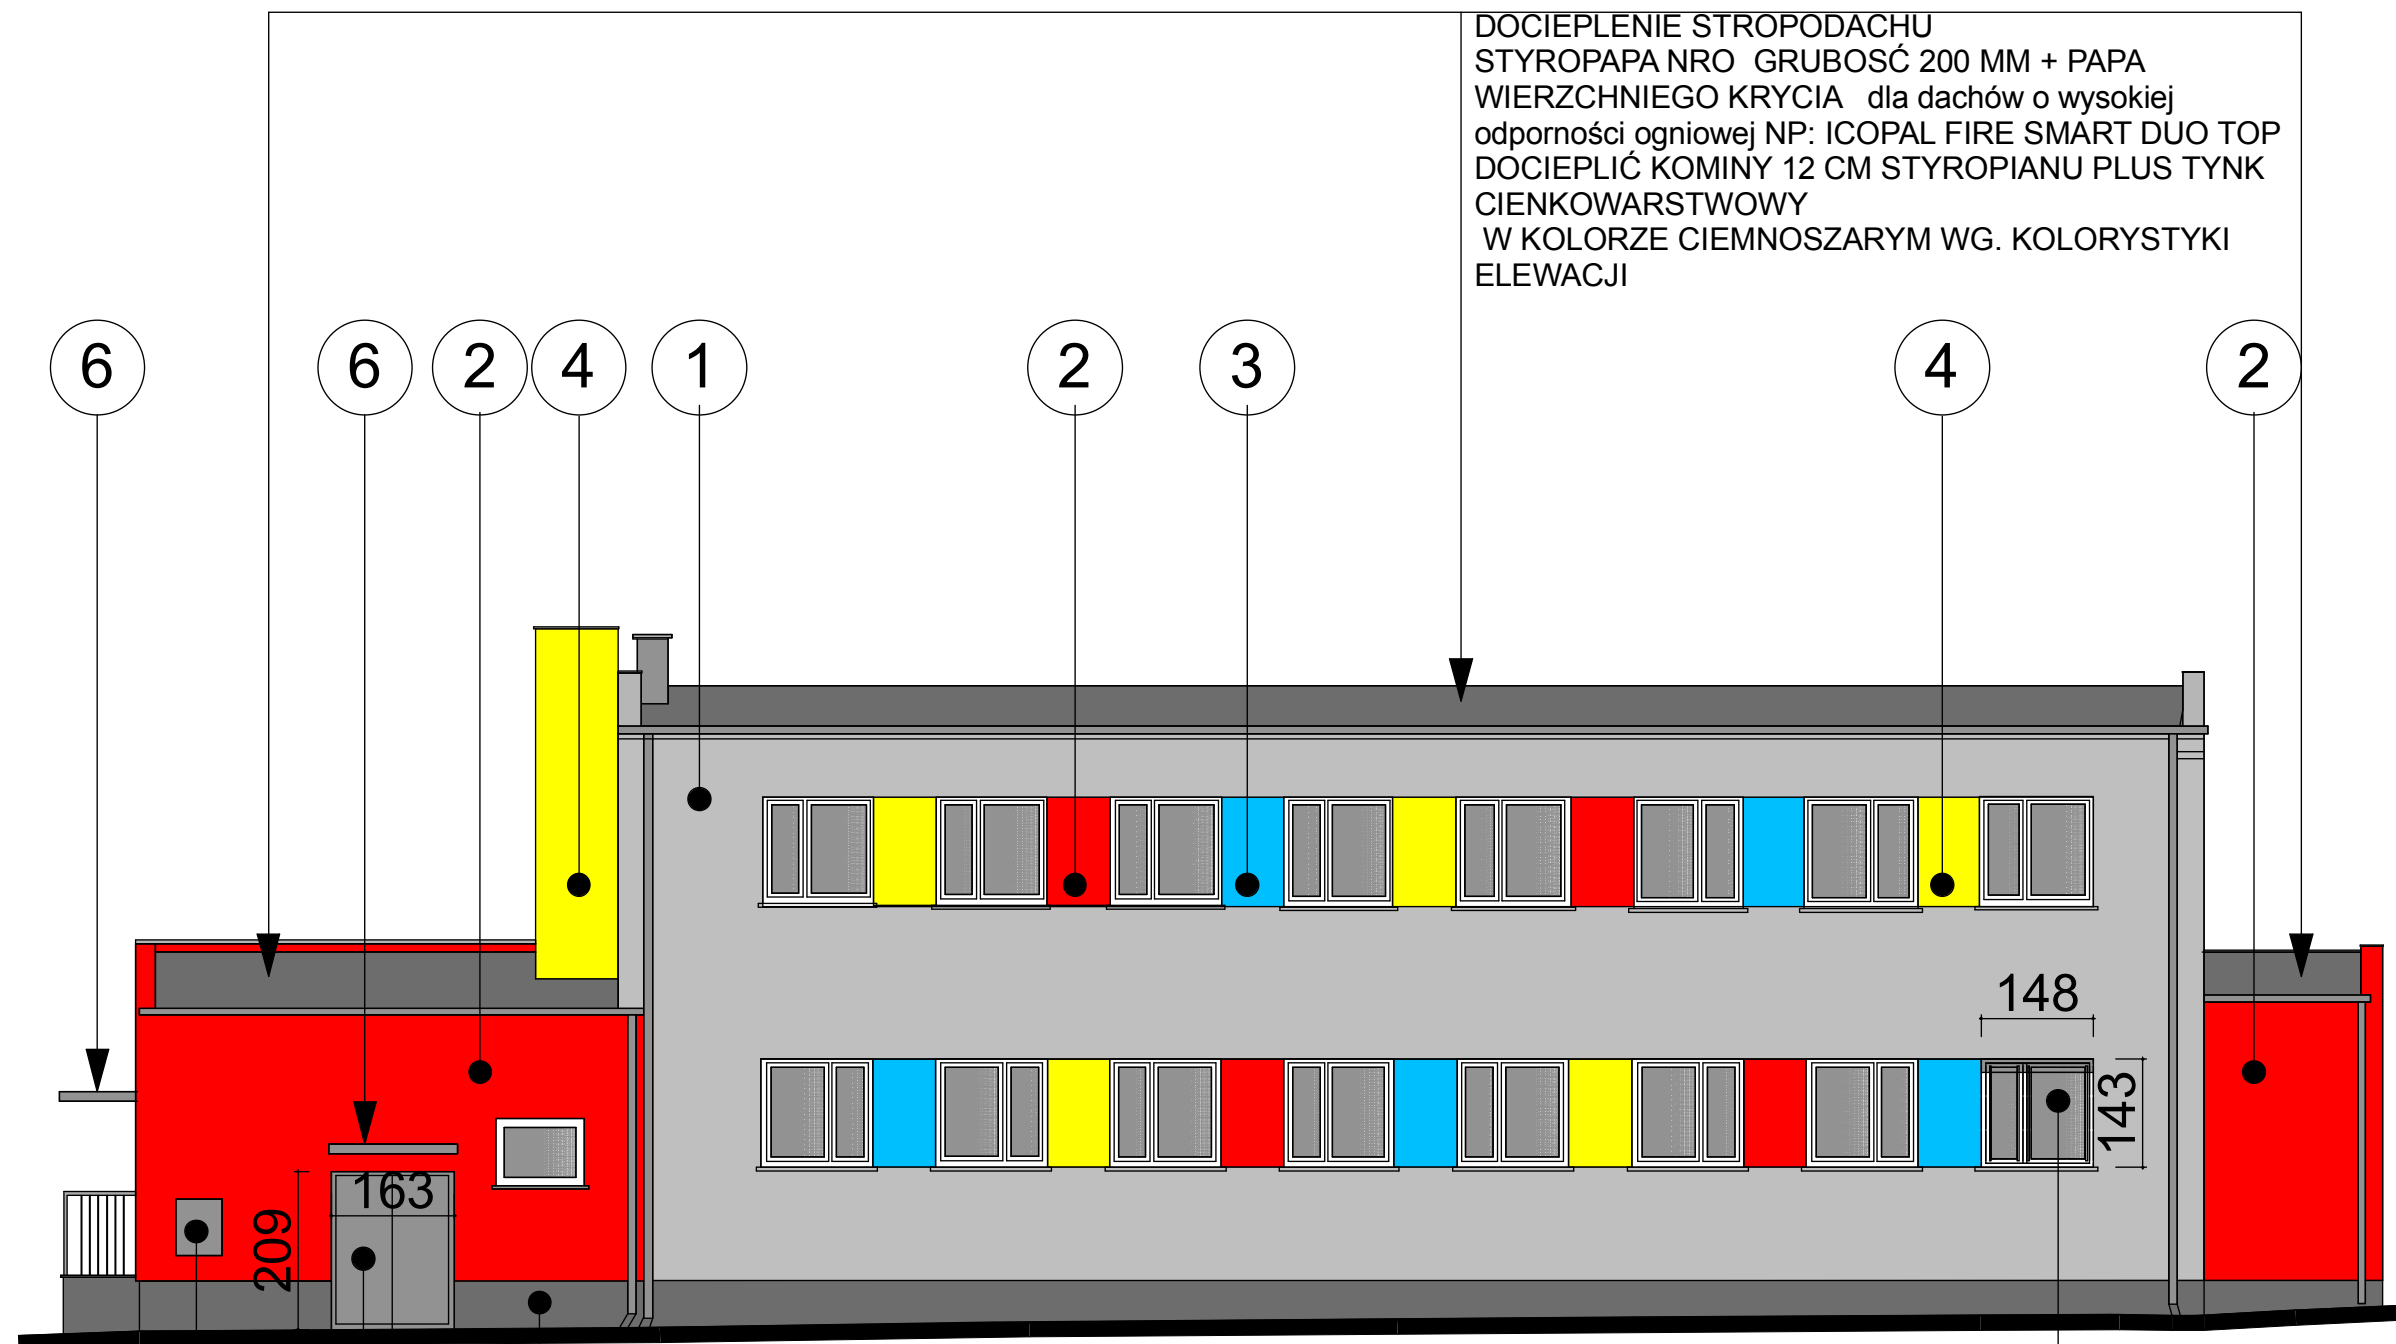 DOCIEPLENIE STROPODACHU
STYROPAPA NRO GRUBOSĆ 200 MM + PAPA
WIERZCHNIEGO KRYCIA dla dachów o wysokiej
odporności ogniowej NP: ICOPAL FIRE SMART DUO TOP
DOCIEPLIĆ KOMINY 12 CM STYROPIANU PLUS TYNK
CIENKOWARSTWOWY
W KOLORZE CIEMNOSZARYM WG. KOLORYSTYKI
ELEWACJI
6 6 2 4 1 2 3 4 2
148
143
163
209